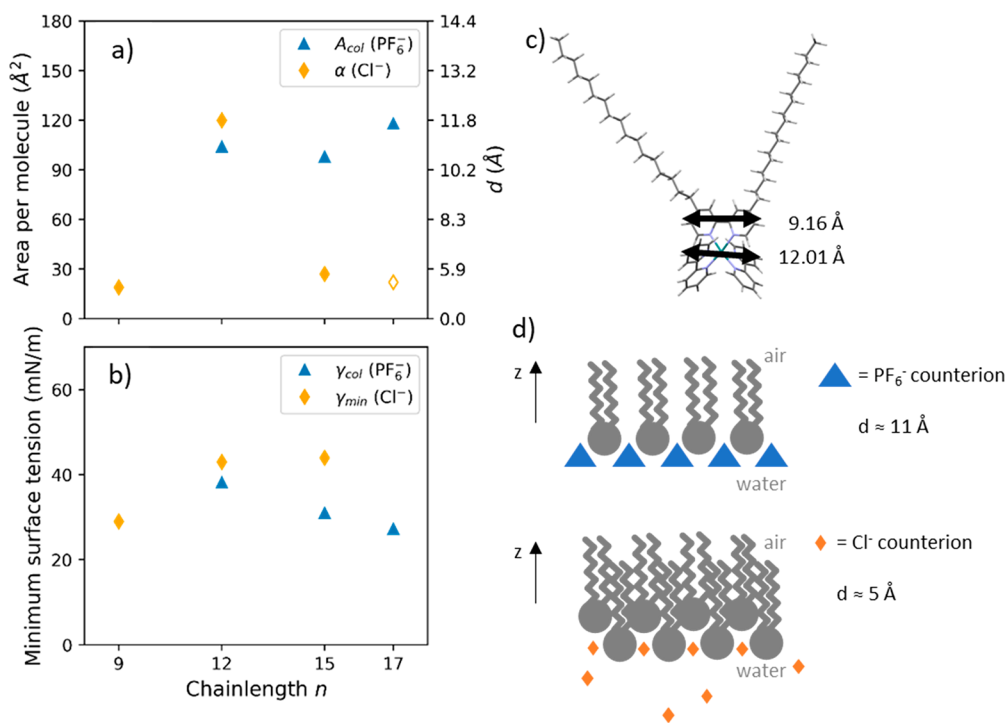 a)
A_col (PF₆⁻)
α (Cl⁻)
Area per molecule (Å²)
180
150
120
90
60
30
0
14.4
13.2
11.8
10.2
8.3
5.9
0.0
d (Å)
b)
γ_col (PF₆⁻)
γ_min (Cl⁻)
Minimum surface tension (mN/m)
60
40
20
0
9
12
15
17
Chainlength n
c)
9.16 Å
12.01 Å
d)
z
air
water
= PF₆⁻ counterion
d ≈ 11 Å
z
air
water
= Cl⁻ counterion
d ≈ 5 Å